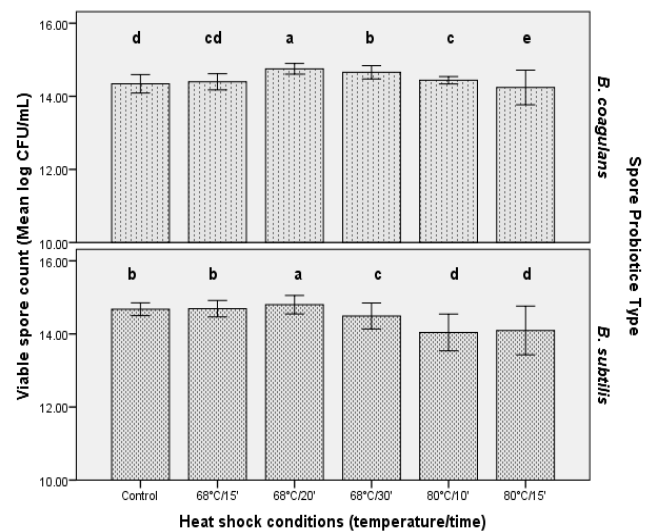 16.00
d cd a b c e
14.00
12.00
10.00
B. coagulans
16.00
b b a c d d
14.00
12.00
10.00
B. subtilis
Control 68°C/15' 68°C/20' 68°C/30' 80°C/10' 80°C/15'
Heat shock conditions (temperature/time)
Viable spore count (Mean log CFU/mL)
Spore Probiotice Type